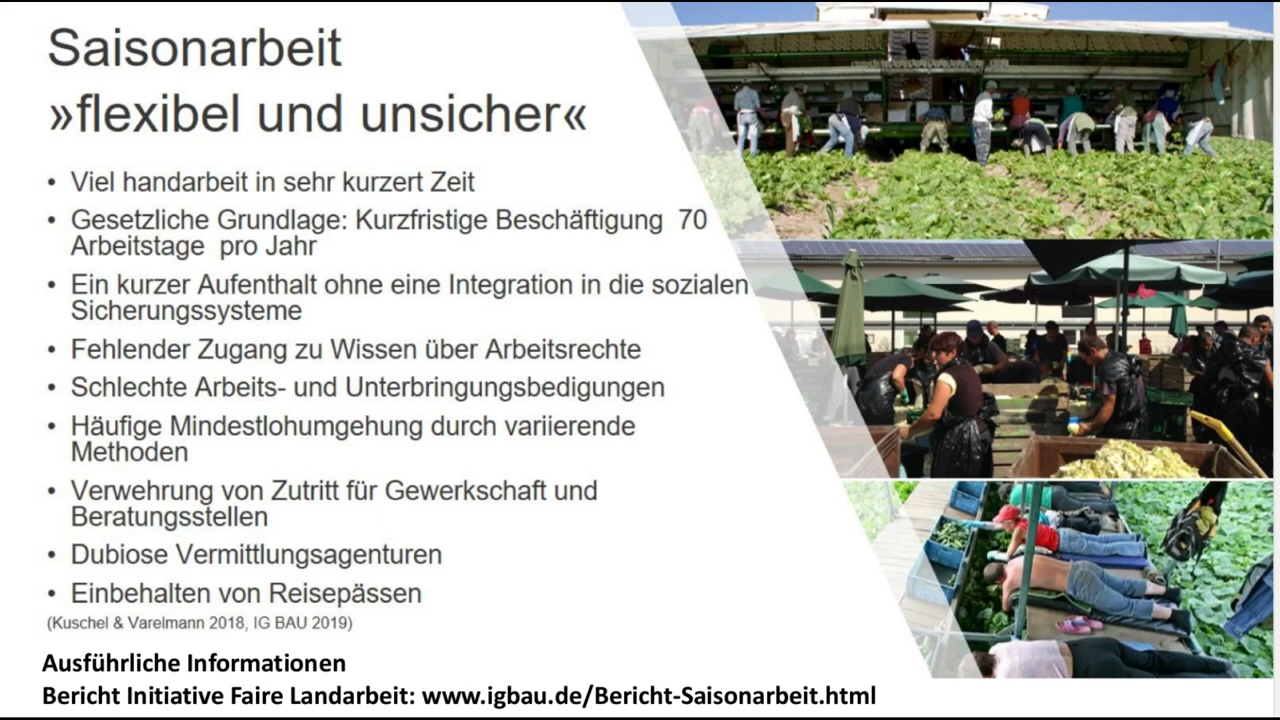 Saisonarbeit
»flexibel und unsicher«
• Viel handarbeit in sehr kurzert Zeit
• Gesetzliche Grundlage: Kurzfristige Beschäftigung 70
Arbeitstage pro Jahr
• Ein kurzer Aufenthalt ohne eine Integration in die sozialen
Sicherungssysteme
• Fehlender Zugang zu Wissen über Arbeitsrechte
• Schlechte Arbeits- und Unterbringungsbedigungen
• Häufige Mindestlohumgehung durch variierende
Methoden
• Verwehrung von Zutritt für Gewerkschaft und
Beratungsstellen
• Dubiose Vermittlungsagenturen
• Einbehalten von Reisepässen
(Kuschel & Varelmann 2018, IG BAU 2019)
Ausführliche Informationen
Bericht Initiative Faire Landarbeit: www.igbau.de/Bericht-Saisonarbeit.html